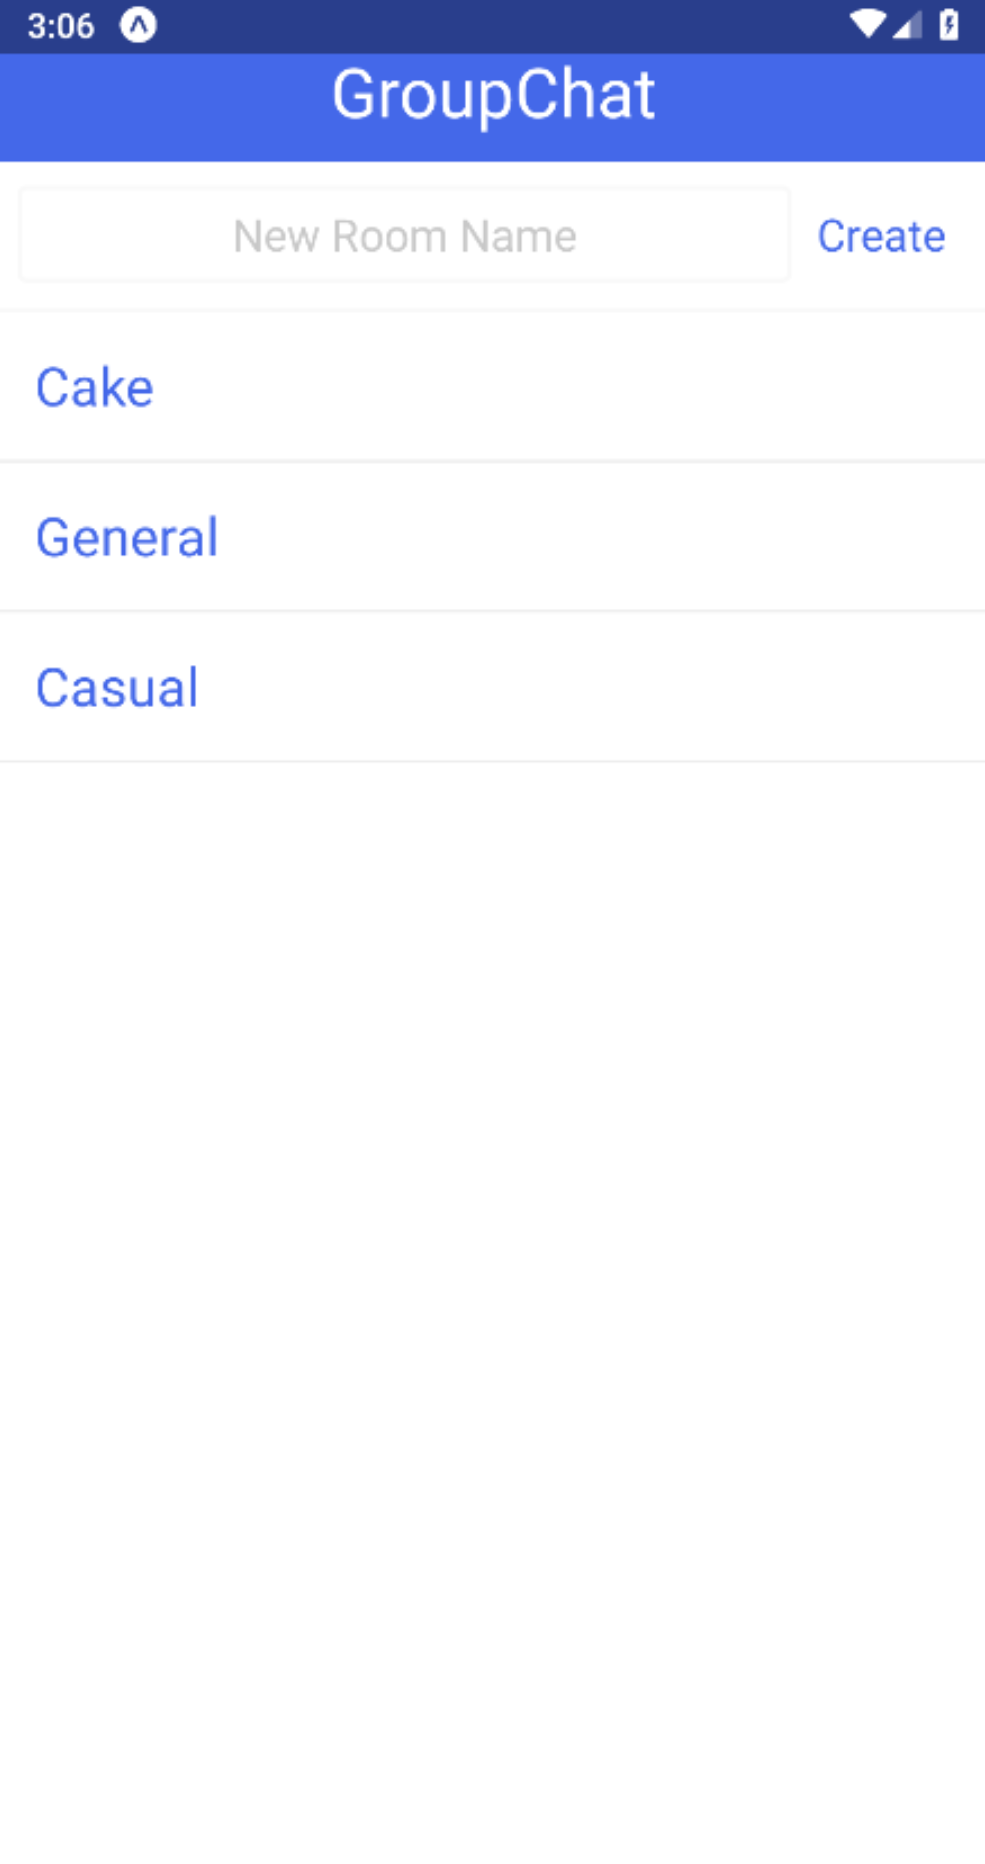 3:06
GroupChat
New Room Name Create
Cake
General
Casual